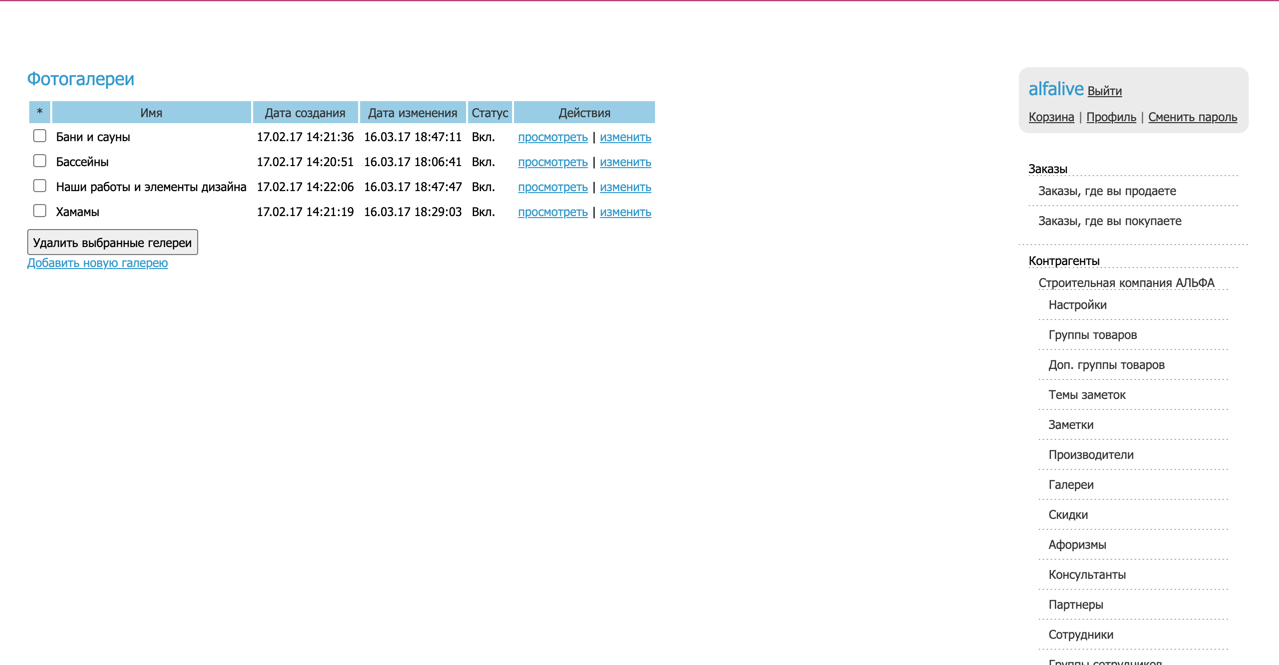 Фотогалереи
* Имя Дата создания Дата изменения Статус Действия
Бани и сауны 17.02.17 14:21:36 16.03.17 18:47:11 Вкл. просмотреть | изменить
Бассейны 17.02.17 14:20:51 16.03.17 18:06:41 Вкл. просмотреть | изменить
Наши работы и элементы дизайна 17.02.17 14:22:06 16.03.17 18:47:47 Вкл. просмотреть | изменить
Хамамы 17.02.17 14:21:19 16.03.17 18:29:03 Вкл. просмотреть | изменить
Удалить выбранные гелереи
Добавить новую галерею
alfalive Выйти
Корзина | Профиль | Сменить пароль
Заказы
Заказы, где вы продаете
Заказы, где вы покупаете
Контрагенты
Строительная компания АЛЬФА
Настройки
Группы товаров
Доп. группы товаров
Темы заметок
Заметки
Производители
Галереи
Скидки
Афоризмы
Консультанты
Партнеры
Сотрудники
Группы сотрудников